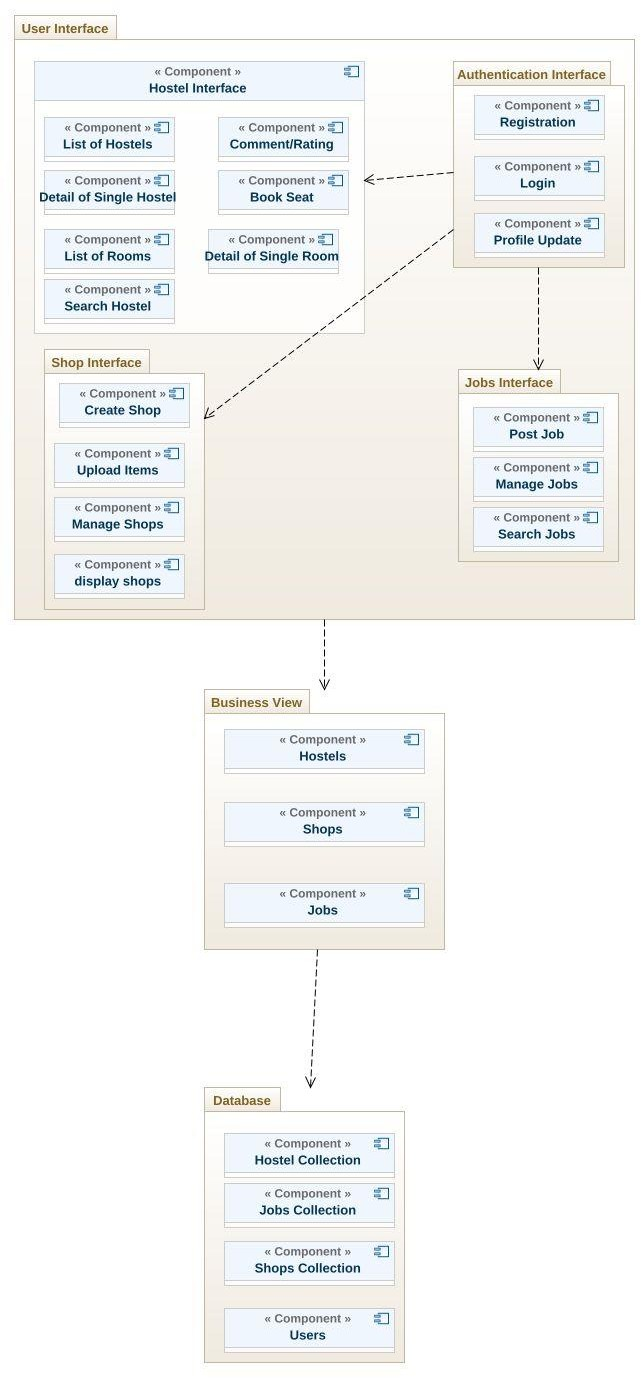 User Interface
« Component »
Hostel Interface
« Component »
List of Hostels
« Component »
Comment/Rating
« Component »
Detail of Single Hostel
« Component »
Book Seat
« Component »
List of Rooms
« Component »
Detail of Single Room
« Component »
Search Hostel
Authentication Interface
« Component »
Registration
« Component »
Login
« Component »
Profile Update
Shop Interface
« Component »
Create Shop
« Component »
Upload Items
« Component »
Manage Shops
« Component »
display shops
Jobs Interface
« Component »
Post Job
« Component »
Manage Jobs
« Component »
Search Jobs
Business View
« Component »
Hostels
« Component »
Shops
« Component »
Jobs
Database
« Component »
Hostel Collection
« Component »
Jobs Collection
« Component »
Shops Collection
« Component »
Users